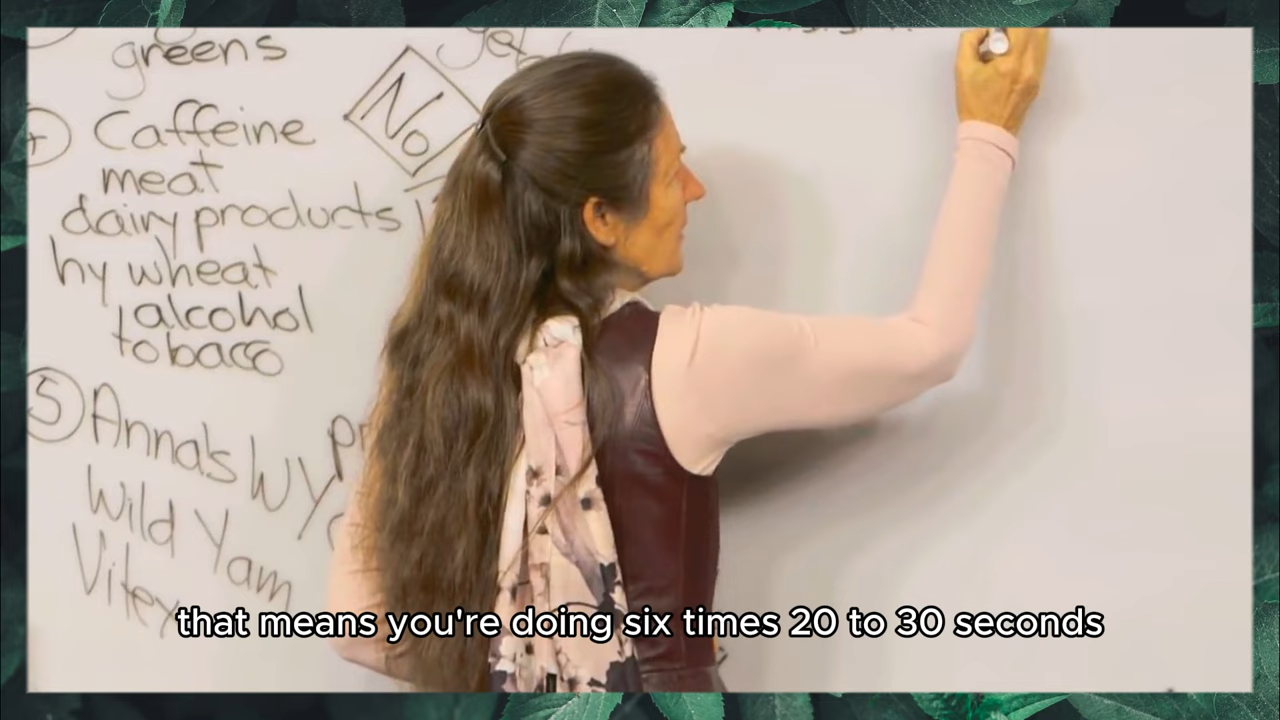 greens
Caffeine
meat
dairy products
hy wheat
alcohol
tobacco
No
5 Anna's Wy
Wild Yam
Vitex
that means you're doing six times 20 to 30 seconds